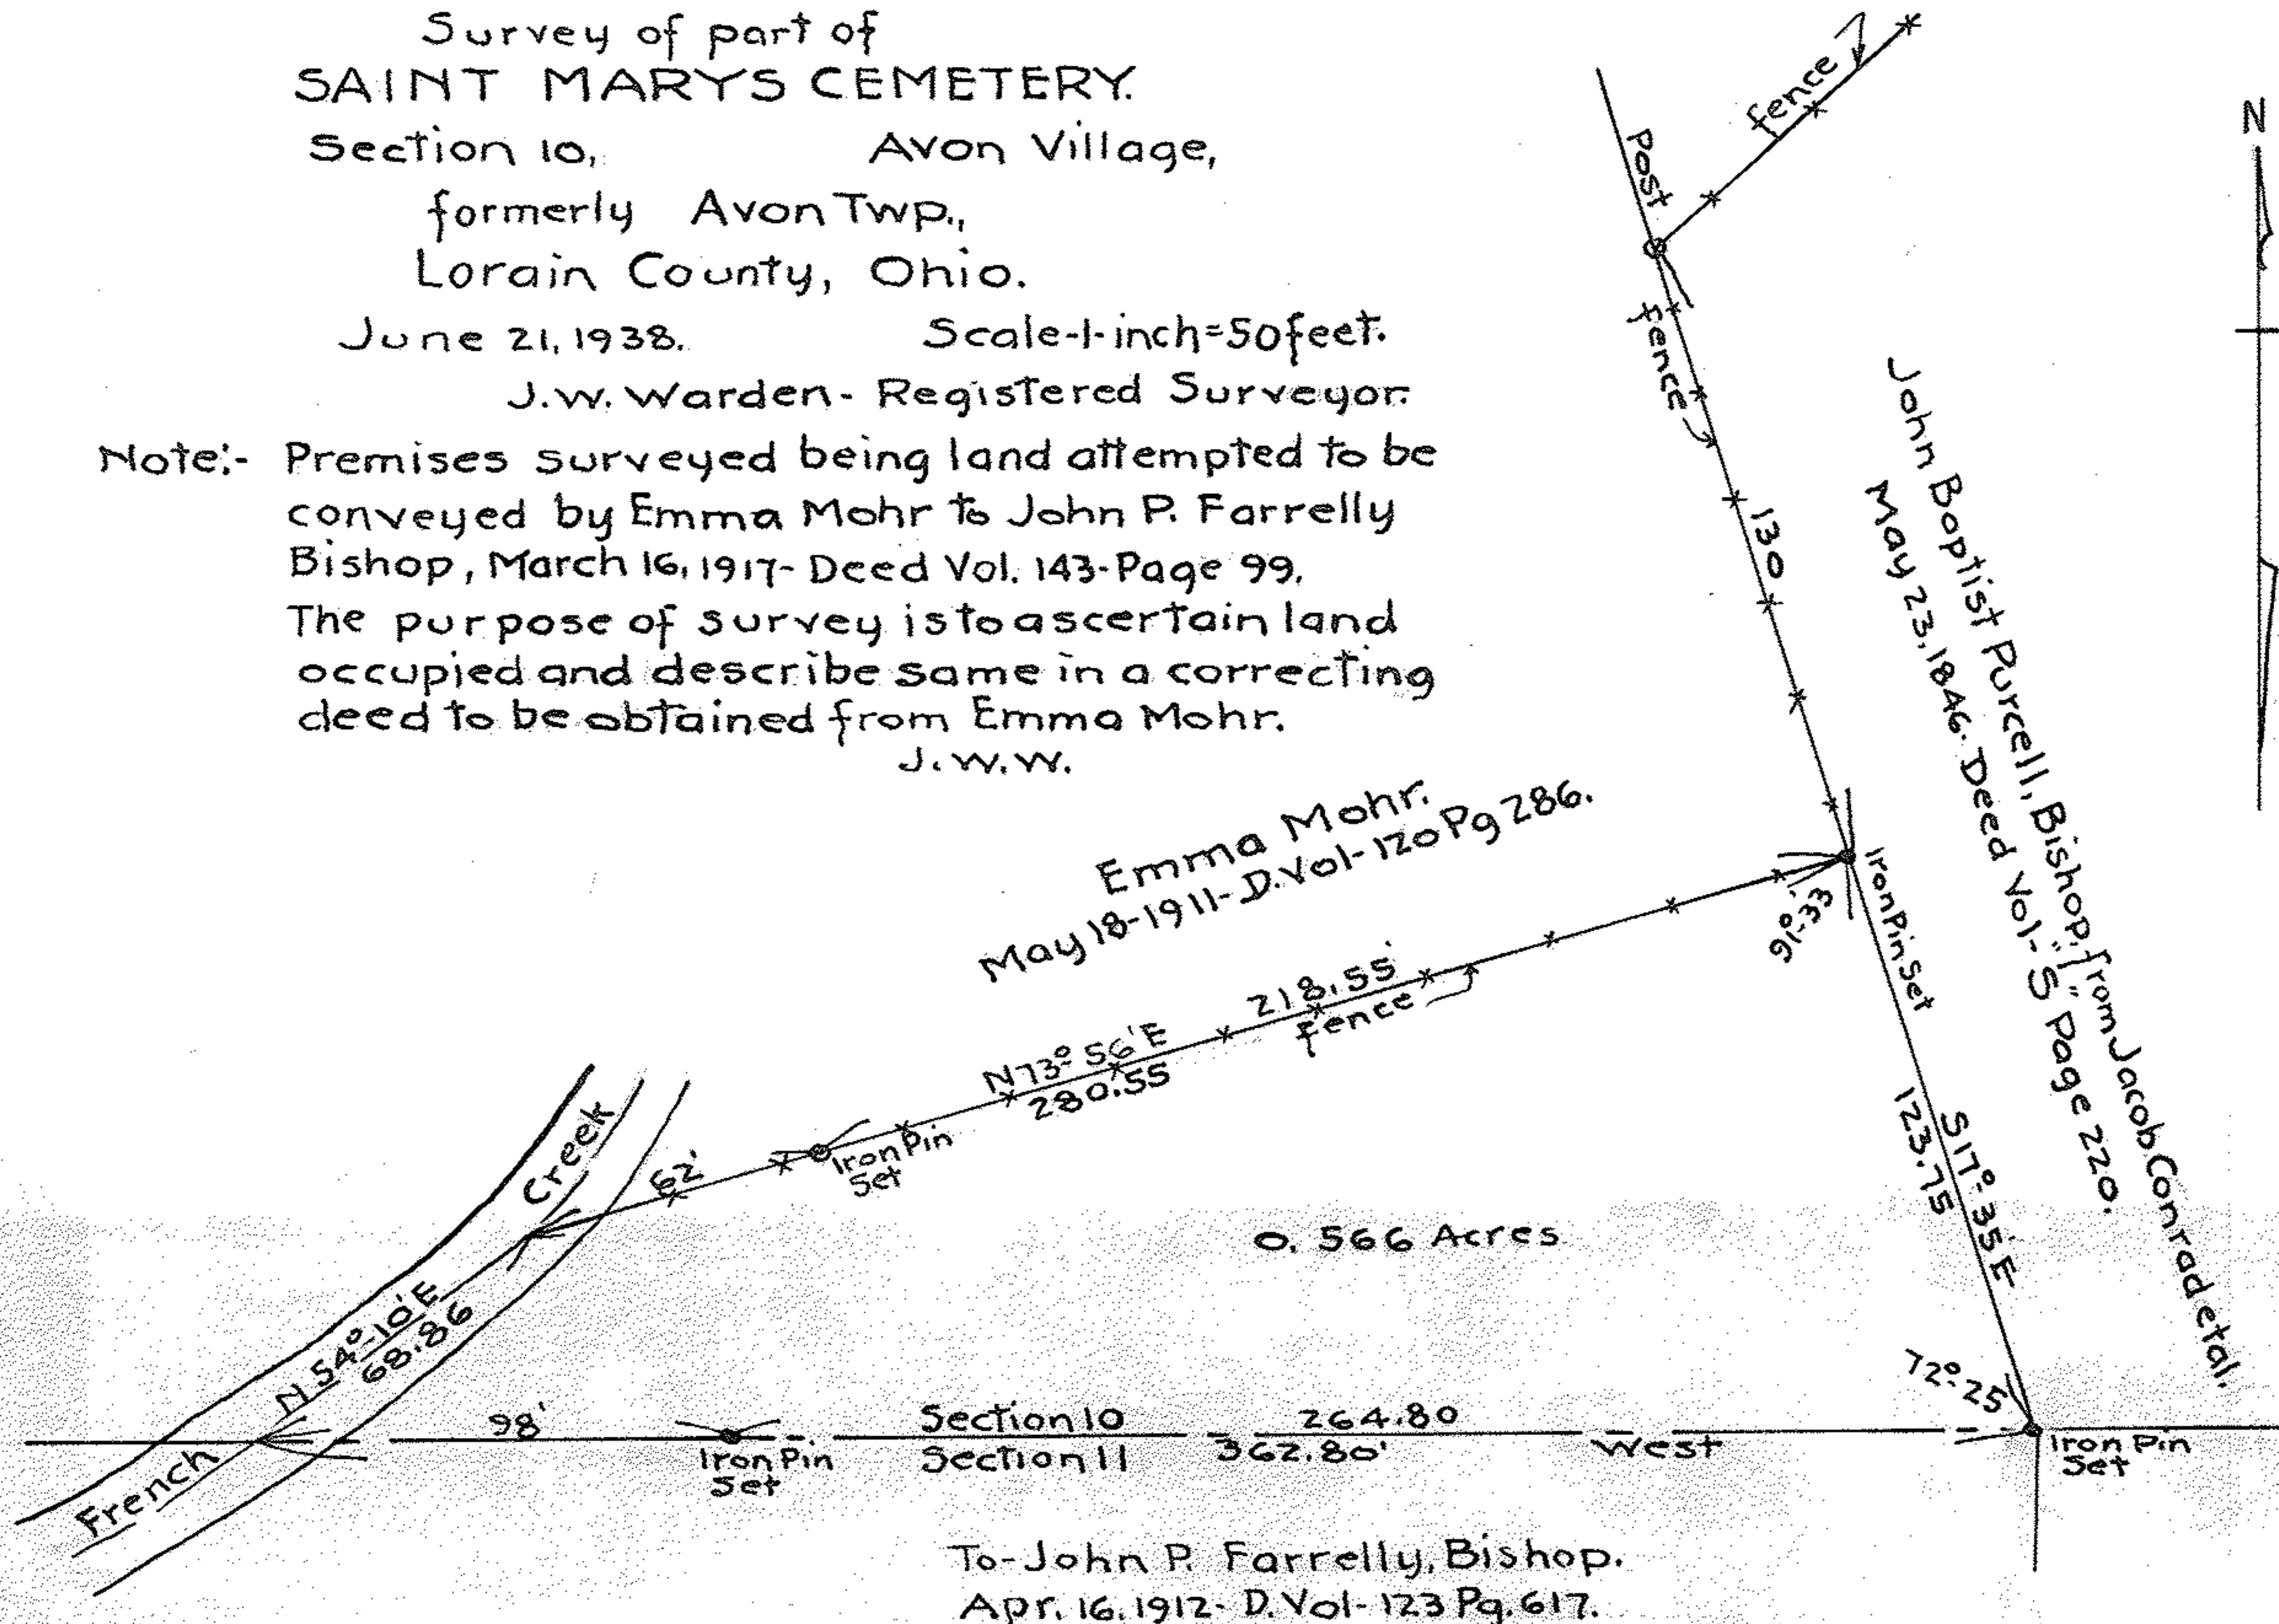 Survey of part of
SAINT MARYS CEMETERY.
Section 10, Avon Village,
formerly Avon Twp.,
Lorain County, Ohio.
June 21, 1938. Scale-1-inch=50feet.
J.W. Warden- Registered Surveyor.
Note:- Premises surveyed being land attempted to be
conveyed by Emma Mohr to John P. Farrelly
Bishop, March 16, 1917- Deed Vol. 143-Page 99.
The purpose of survey is to ascertain land
occupied and describe same in a correcting
deed to be obtained from Emma Mohr.
J.W.W.
fence
Post
fence
N
130
John Baptist Purcell, Bishop, from Jacob Conrad etal.
May 23, 1846. Deed Vol-"S" Page 220.
Emma Mohr.
May 18-1911- D.Vol-120 Pg 286.
Iron Pin Set
91°-33'
218.55'
fence
N73°56'E
280.55
Iron Pin
Set
62'
Creek
S17°-35'E
123.75
0.566 Acres
N54°-10'E
68.86
72°-25'
98'
Section 10 264.80
Section 11 362.80' West
Iron Pin
Set
Iron Pin
Set
French
To-John P. Farrelly, Bishop.
Apr. 16, 1912- D.Vol-123 Pg. 617.